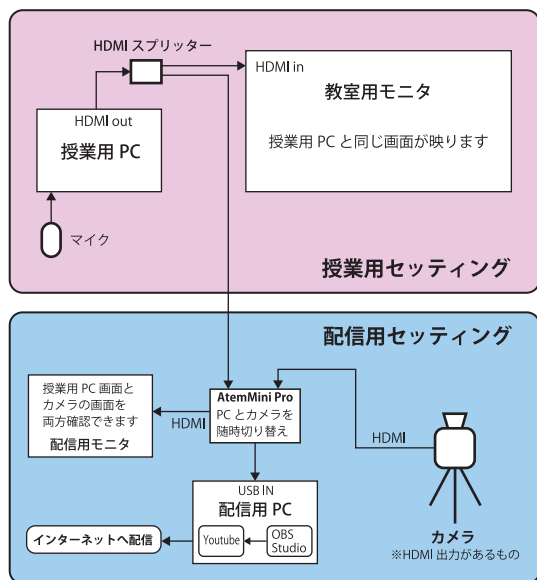 HDMI スプリッター
HDMI in
教室用モニタ
授業用 PC と同じ画面が映ります
HDMI out
授業用 PC
マイク
授業用セッティング
配信用セッティング
授業用 PC 画面と
カメラの画面を
両方確認できます
配信用モニタ
HDMI
AtemMini Pro
PC とカメラを
随時切り替え
HDMI
USB IN
配信用 PC
Youtube
OBS
Studio
インターネットへ配信
カメラ
※HDMI 出力があるもの